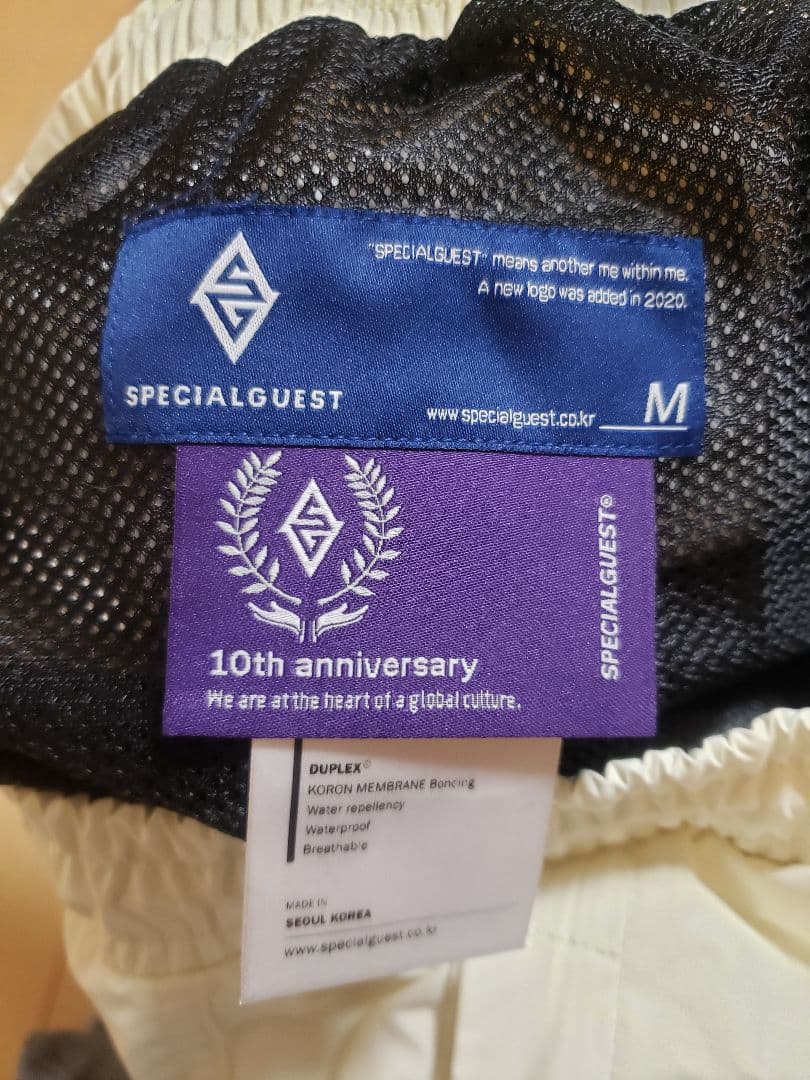 "SPECIALGUEST" means another me within me.
A new logo was added in 2020.
SPECIALGUEST
www.specialguest.co.kr
M
SPECIALGUEST®
10th anniversary
We are at the heart of a global culture.
DUPLEX®
KORON MEMBRANE Bonding
Water repellency
Waterproof
Breathable
MADE IN
SEOUL KOREA
www.specialguest.co.kr